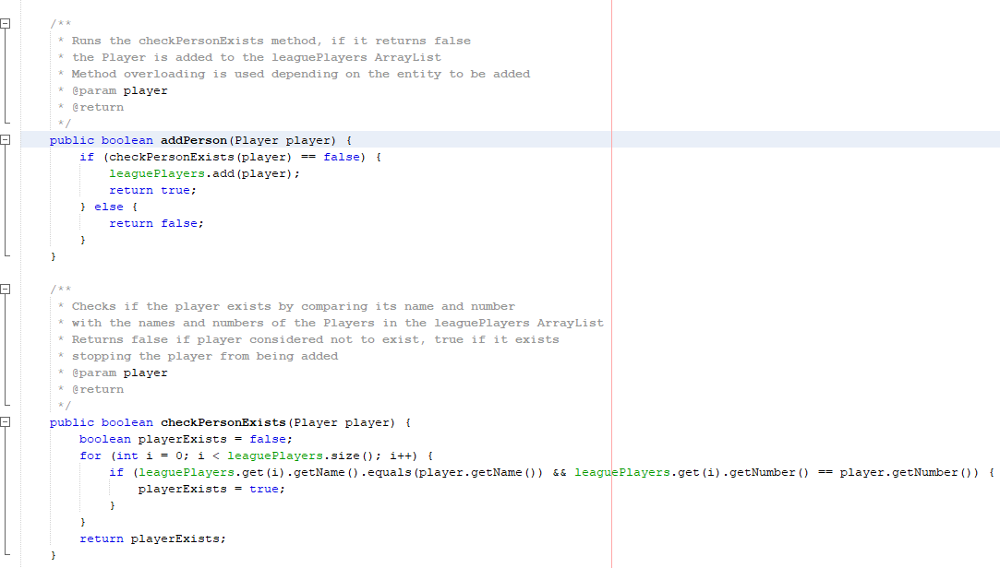 /**
 * Runs the checkPersonExists method, if it returns false
 * the Player is added to the leaguePlayers ArrayList
 * Method overloading is used depending on the entity to be added
 * @param player
 * @return
 */
public boolean addPerson(Player player) {
    if (checkPersonExists(player) == false) {
        leaguePlayers.add(player);
        return true;
    } else {
        return false;
    }
}

/**
 * Checks if the player exists by comparing its name and number
 * with the names and numbers of the Players in the leaguePlayers ArrayList
 * Returns false if player considered not to exist, true if it exists
 * stopping the player from being added
 * @param player
 * @return
 */
public boolean checkPersonExists(Player player) {
    boolean playerExists = false;
    for (int i = 0; i < leaguePlayers.size(); i++) {
        if (leaguePlayers.get(i).getName().equals(player.getName()) && leaguePlayers.get(i).getNumber() == player.getNumber()) {
            playerExists = true;
        }
    }
    return playerExists;
}